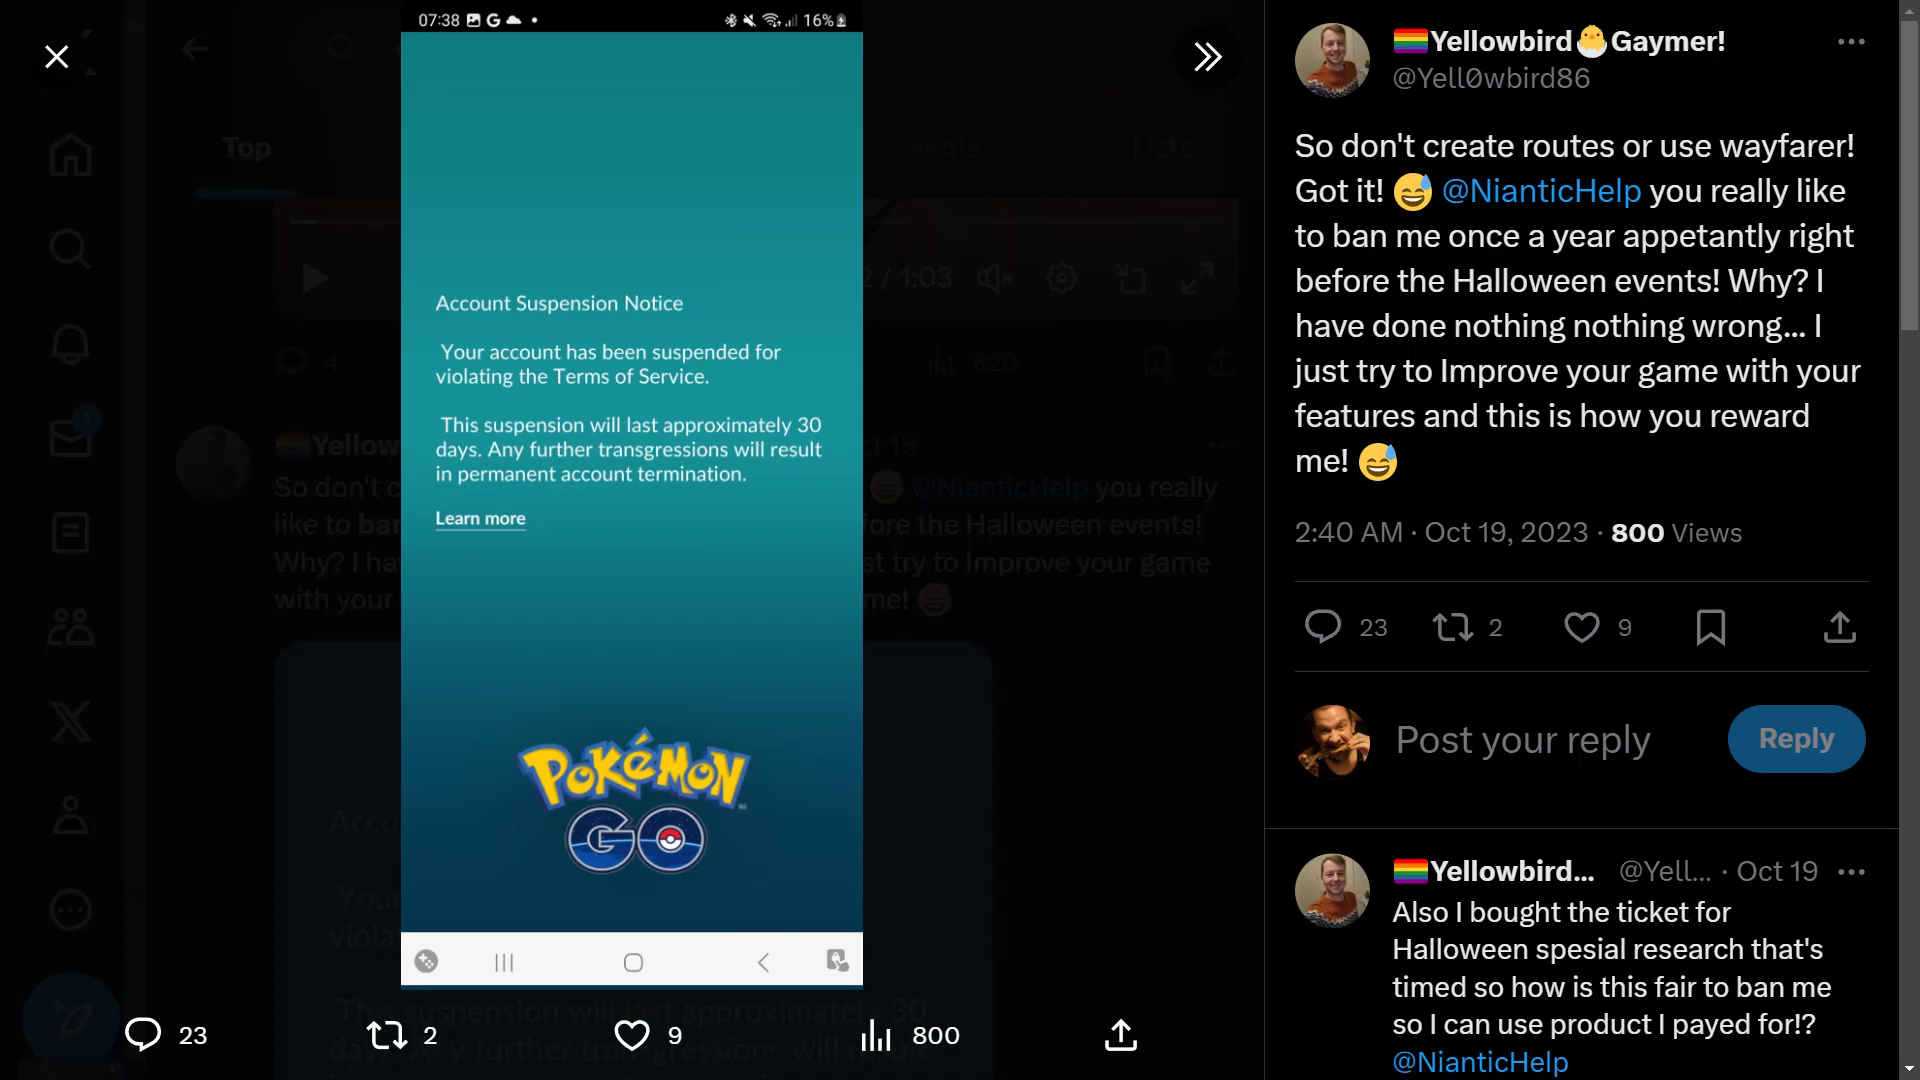 07:38
16%
Account Suspension Notice
Your account has been suspended for
violating the Terms of Service.
This suspension will last approximately 30
days. Any further transgressions will result
in permanent account termination.
Learn more
POKéMON
GO
Top
Media
Lists
/ 1:03
4
820
23
2
9
800
Yellowbird Gaymer!
@Yell0wbird86
So don't create routes or use wayfarer!
Got it! 😅 @NianticHelp you really like
to ban me once a year appetantly right
before the Halloween events! Why? I
have done nothing nothing wrong... I
just try to Improve your game with your
features and this is how you reward
me! 😅
2:40 AM · Oct 19, 2023 · 800 Views
23
2
9
Post your reply
Reply
Yellowbird... @Yell... · Oct 19
Also I bought the ticket for
Halloween spesial research that's
timed so how is this fair to ban me
so I can use product I payed for!?
@NianticHelp